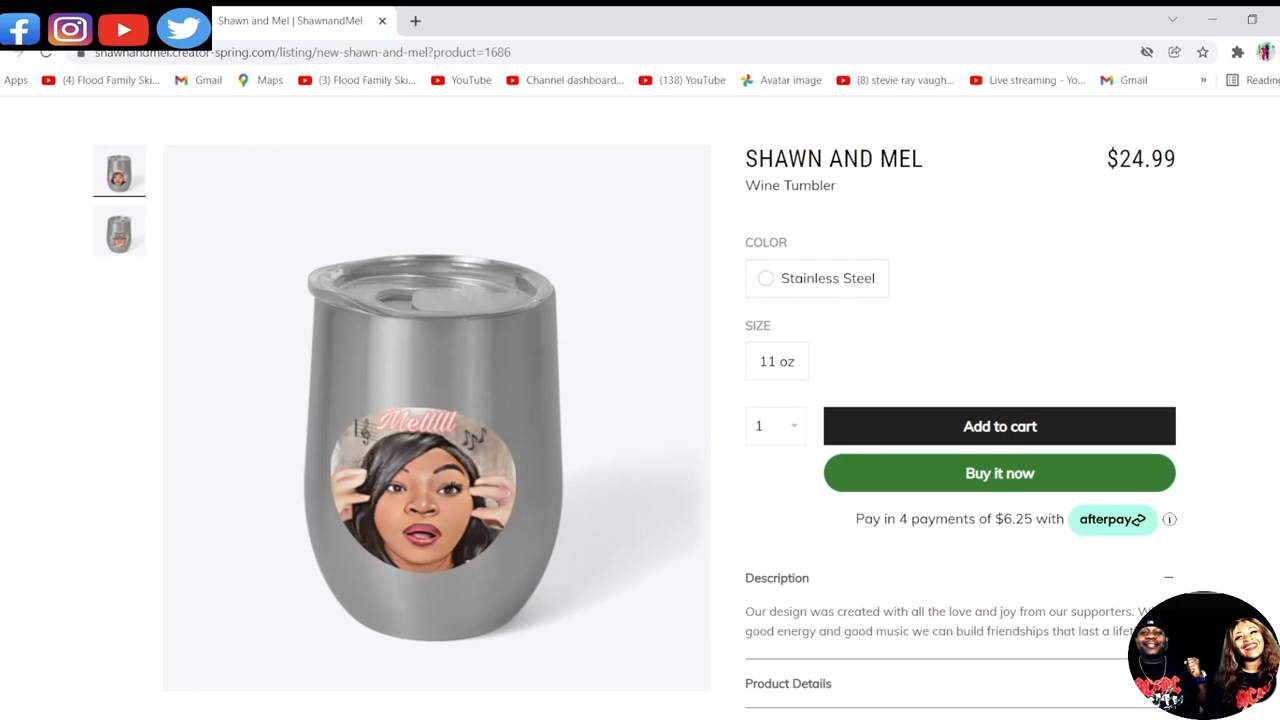 Shawn and Mel | ShawnandMel
shawnandmel.creator-spring.com/listing/new-shawn-and-mel?product=1686
Apps (4) Flood Family Ski... Gmail Maps (3) Flood Family Ski... YouTube Channel dashboard... (138) YouTube Avatar image (8) stevie ray vaugh... Live streaming - Yo... Gmail » Reading
SHAWN AND MEL $24.99
Wine Tumbler
COLOR
Stainless Steel
SIZE
11 oz
1 Add to cart
Buy it now
Pay in 4 payments of $6.25 with afterpay
Description
Our design was created with all the love and joy from our supporters.
good energy and good music we can build friendships that last a
Product Details
Melllll